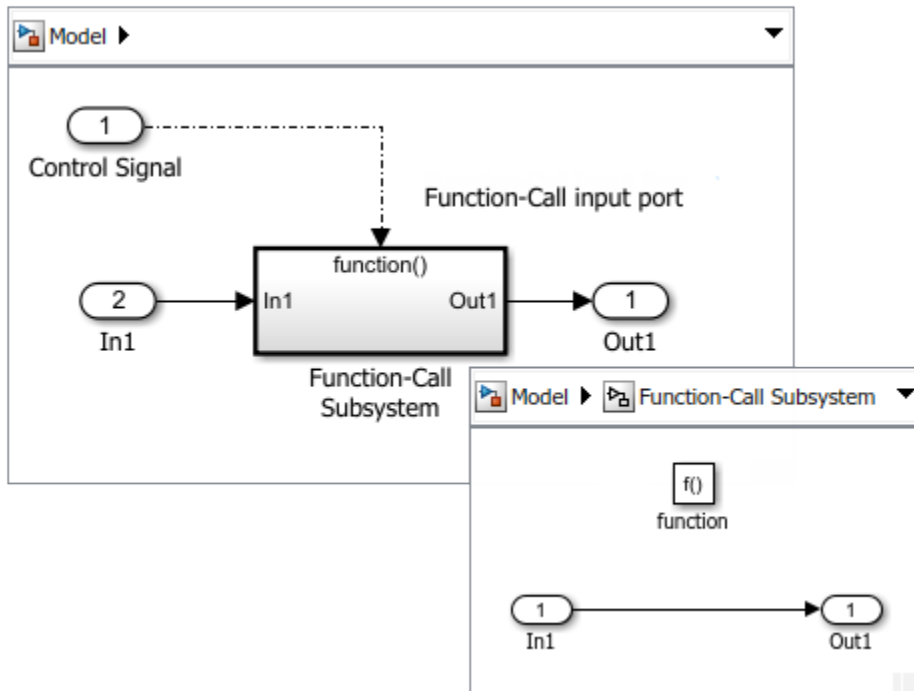 Model
1
Control Signal
Function-Call input port
function()
2
In1
Out1
1
In1
Out1
Function-Call
Subsystem
Model Function-Call Subsystem
f()
function
1
1
In1
Out1